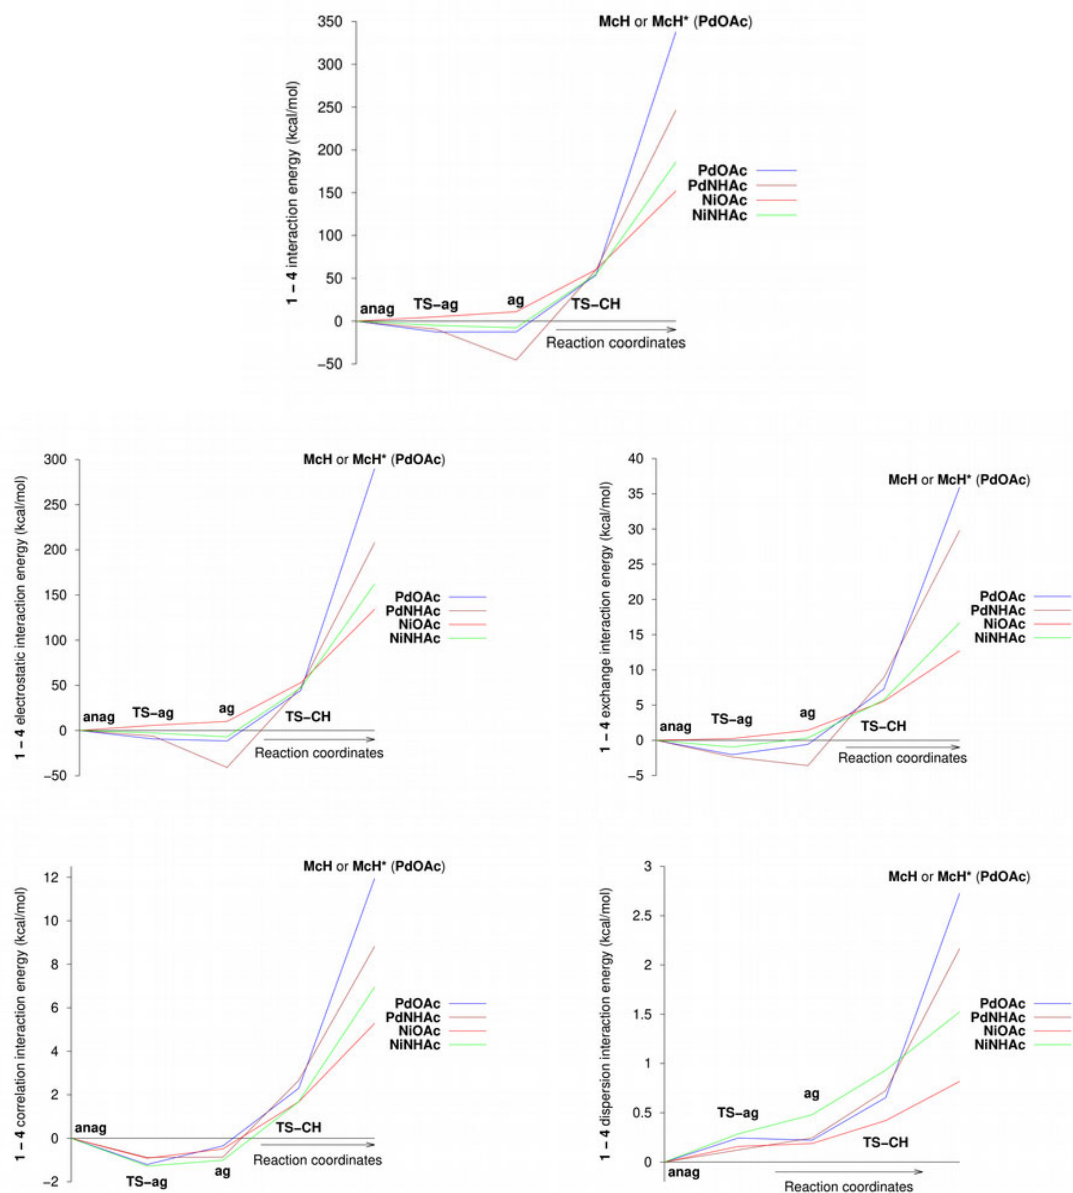 McH or McH* (PdOAc)
350
300
250
200
150
100
50
0
−50
1 − 4 interaction energy (kcal/mol)
PdOAc
PdNHAc
NiOAc
NiNHAc
anag
TS−ag
ag
TS−CH
Reaction coordinates
McH or McH* (PdOAc)
300
250
200
150
100
50
0
−50
1 − 4 electrostatic interaction energy (kcal/mol)
PdOAc
PdNHAc
NiOAc
NiNHAc
anag
TS−ag
ag
TS−CH
Reaction coordinates
McH or McH* (PdOAc)
40
35
30
25
20
15
10
5
0
−5
1 − 4 exchange interaction energy (kcal/mol)
PdOAc
PdNHAc
NiOAc
NiNHAc
anag
TS−ag
ag
TS−CH
Reaction coordinates
McH or McH* (PdOAc)
12
10
8
6
4
2
0
−2
1 − 4 correlation interaction energy (kcal/mol)
PdOAc
PdNHAc
NiOAc
NiNHAc
anag
TS−ag
ag
TS−CH
Reaction coordinates
McH or McH* (PdOAc)
3
2.5
2
1.5
1
0.5
0
1 − 4 dispersion interaction energy (kcal/mol)
PdOAc
PdNHAc
NiOAc
NiNHAc
anag
TS−ag
ag
TS−CH
Reaction coordinates